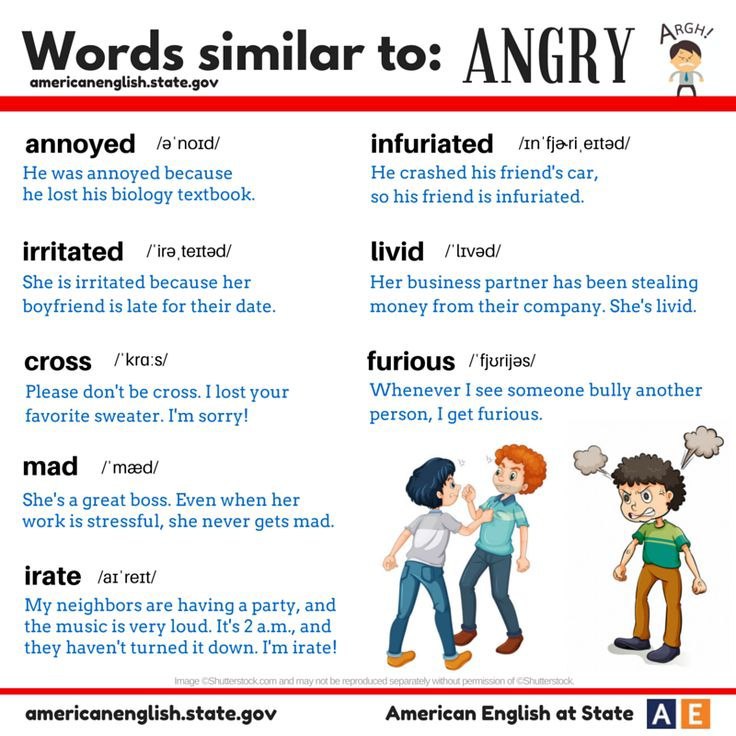 Words similar to: ANGRY
ARGH!
americanenglish.state.gov
annoyed /əˈnoɪd/
He was annoyed because
he lost his biology textbook.
irritated /ˈirəˌteɪtəd/
She is irritated because her
boyfriend is late for their date.
cross /ˈkrɑːs/
Please don't be cross. I lost your
favorite sweater. I'm sorry!
mad /ˈmæd/
She's a great boss. Even when her
work is stressful, she never gets mad.
irate /aɪˈreɪt/
My neighbors are having a party, and
the music is very loud. It's 2 a.m., and
they haven't turned it down. I'm irate!
infuriated /ɪnˈfjɚriˌeɪtəd/
He crashed his friend's car,
so his friend is infuriated.
livid /ˈlɪvəd/
Her business partner has been stealing
money from their company. She's livid.
furious /ˈfjʊrijəs/
Whenever I see someone bully another
person, I get furious.
Image ©Shutterstock.com and may not be reproduced separately without permission of ©Shutterstock.
americanenglish.state.gov
American English at State AE